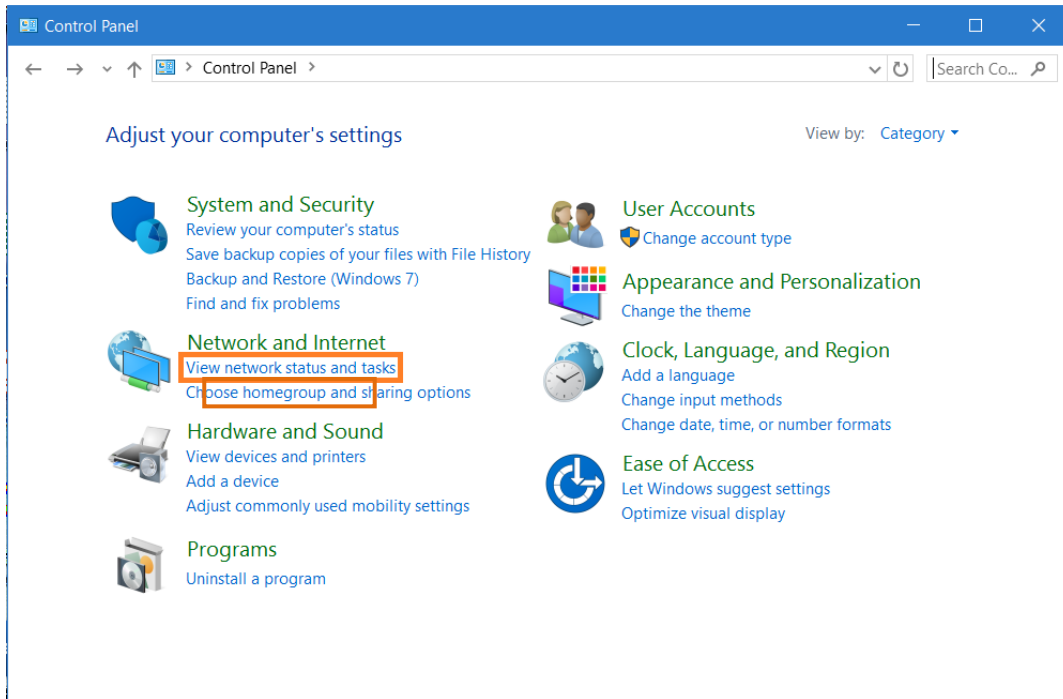 Control Panel
Control Panel
Search Co...
Adjust your computer's settings
View by: Category
System and Security
Review your computer's status
Save backup copies of your files with File History
Backup and Restore (Windows 7)
Find and fix problems
Network and Internet
View network status and tasks
Choose homegroup and sharing options
Hardware and Sound
View devices and printers
Add a device
Adjust commonly used mobility settings
Programs
Uninstall a program
User Accounts
Change account type
Appearance and Personalization
Change the theme
Clock, Language, and Region
Add a language
Change input methods
Change date, time, or number formats
Ease of Access
Let Windows suggest settings
Optimize visual display